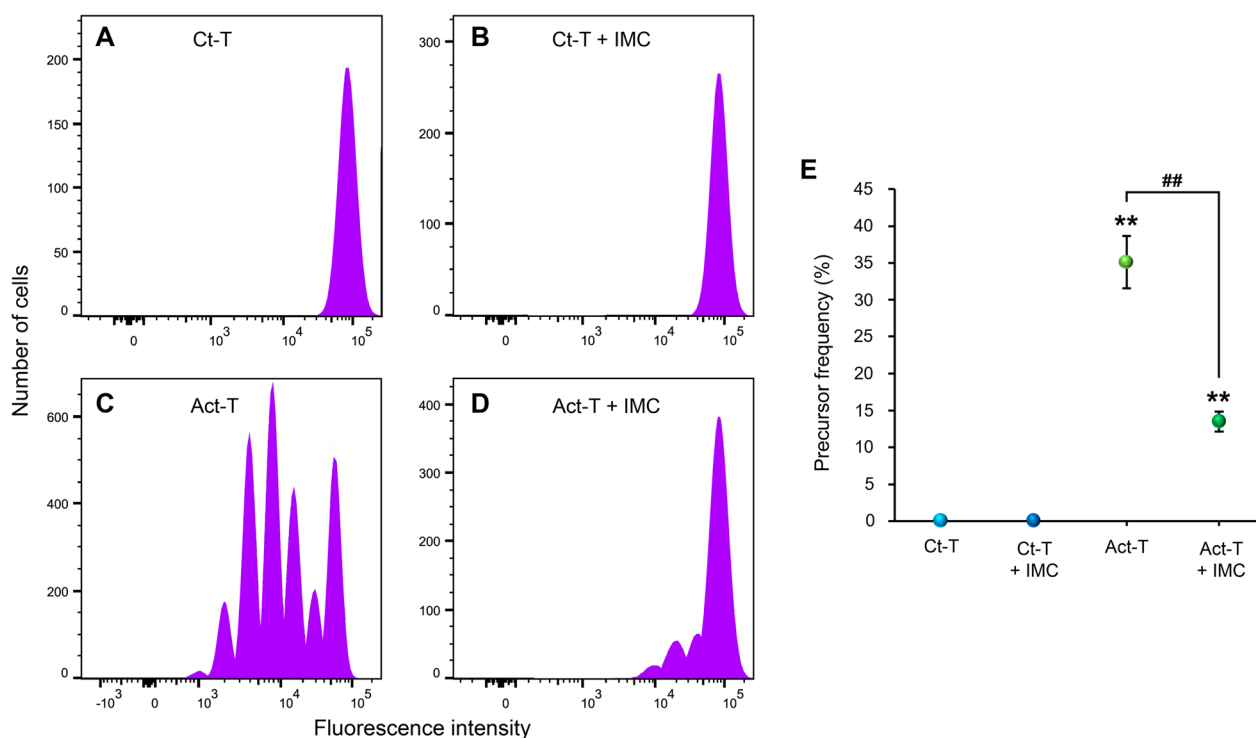 A
Ct-T
200
150
100
50
0
0
10³
10⁴
10⁵
B
Ct-T + IMC
300
200
100
0
0
10³
10⁴
10⁵
Number of cells
C
Act-T
600
400
200
0
-10³
0
10³
10⁴
10⁵
D
Act-T + IMC
400
300
200
100
0
0
10³
10⁴
10⁵
Fluorescence intensity
E
Precursor frequency (%)
45
40
35
30
25
20
15
10
5
0
##
**
**
Ct-T
Ct-T
+ IMC
Act-T
Act-T
+ IMC